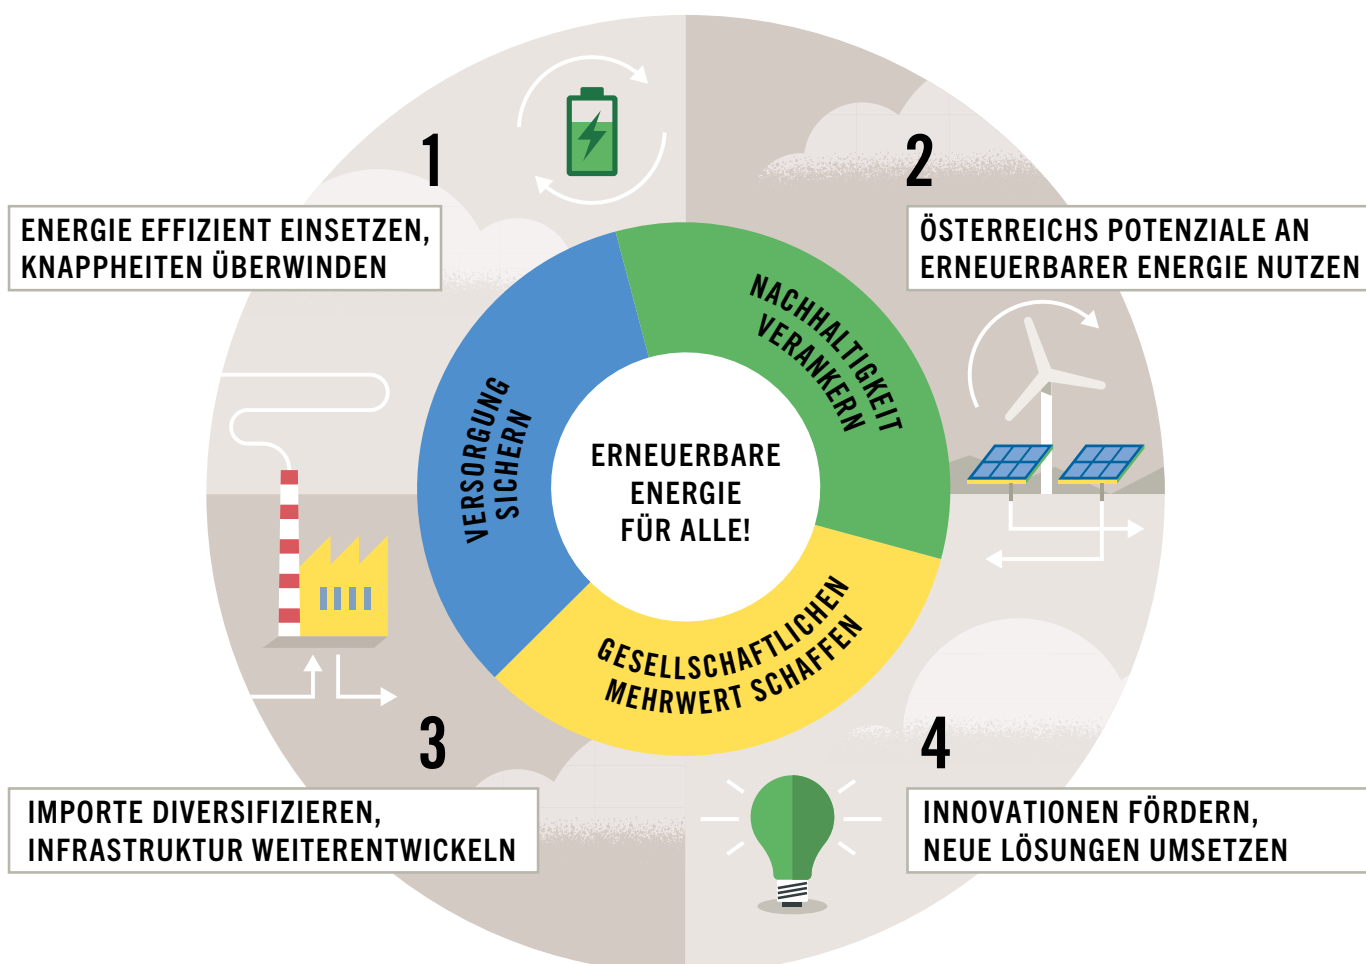 1
ENERGIE EFFIZIENT EINSETZEN,
KNAPPHEITEN ÜBERWINDEN
2
ÖSTERREICHS POTENZIALE AN
ERNEUERBARER ENERGIE NUTZEN
NACHHALTIGKEIT
VERANKERN
VERSORGUNG
SICHERN
ERNEUERBARE
ENERGIE
FÜR ALLE!
GESELLSCHAFTLICHEN
MEHRWERT SCHAFFEN
3
IMPORTE DIVERSIFIZIEREN,
INFRASTRUKTUR WEITERENTWICKELN
4
INNOVATIONEN FÖRDERN,
NEUE LÖSUNGEN UMSETZEN